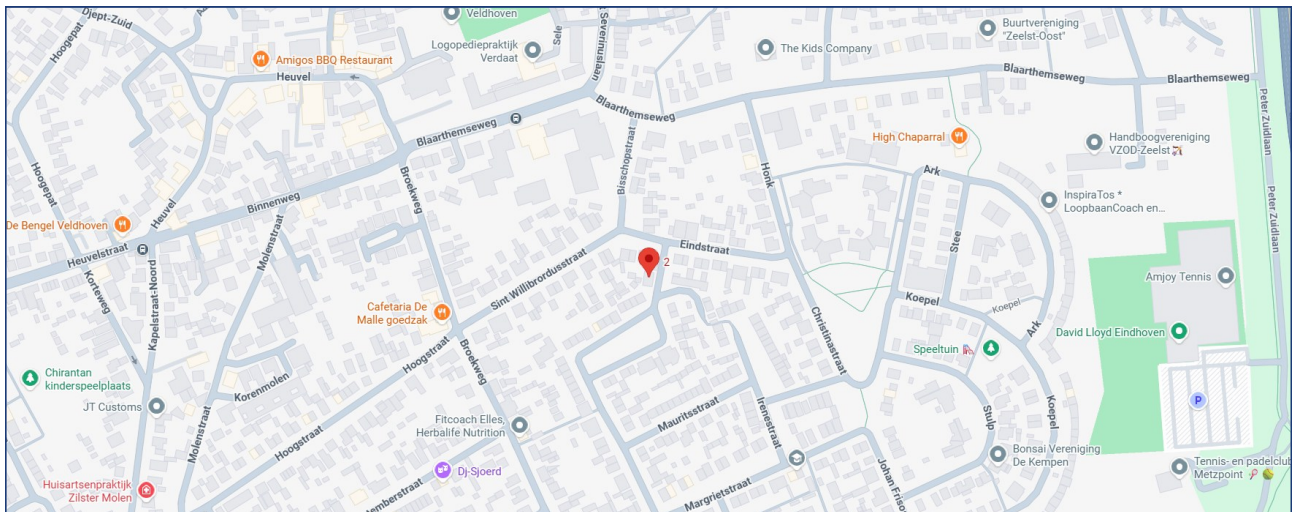 Djept-Zuid
Hoogepat
Veldhoven
Sele
t Severinuslaan
Logopediepraktijk
Verdaat
The Kids Company
Buurtvereniging
"Zeelst-Oost"
Amigos BBQ Restaurant
Heuvel
Blaarthemseweg
Blaarthemseweg
Blaarthemseweg
Blaarthemseweg
Peter Zuidlaan
High Chaparral
Handboogvereniging
VZOD-Zeelst
Hoogepat
Broekweg
Bisschopstraat
Honk
Ark
InspiraTos *
LoopbaanCoach en...
Peter Zuidlaan
De Bengel Veldhoven
Heuvel
Binnenweg
Heuvelstraat
Molenstraat
Korteweg
Kapelstraat-Noord
Sint Willibrordusstraat
Eindstraat
2
Stee
Amjoy Tennis
Koepel
Koepel
Ark
Cafetaria De
Malle goedzak
Christinastraat
David Lloyd Eindhoven
Speeltuin
Hoogstraat
Broekweg
Chirantan
kinderspeelplaats
JT Customs
Korenmolen
Molenstraat
Mauritsstraat
Irenestraat
Stulp
Koepel
P
Fitcoach Elles,
Herbalife Nutrition
Hoogstraat
Dj-Sjoerd
Bonsai Vereniging
De Kempen
Huisartsenpraktijk
Zilster Molen
temberstraat
Margrietstraat
Johan Friso
Tennis- en padelclub
Metzpoint